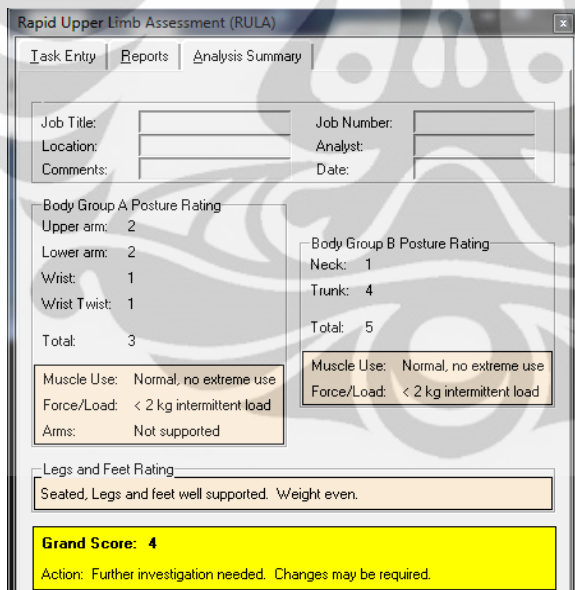 Rapid Upper Limb Assessment (RULA)
x
Task Entry Reports Analysis Summary
Job Title: Job Number:
Location: Analyst:
Comments: Date:
Body Group A Posture Rating
Upper arm: 2
Lower arm: 2
Wrist: 1
Wrist Twist: 1
Total: 3
Muscle Use: Normal, no extreme use
Force/Load: < 2 kg intermittent load
Arms: Not supported
Body Group B Posture Rating
Neck: 1
Trunk: 4
Total: 5
Muscle Use: Normal, no extreme use
Force/Load: < 2 kg intermittent load
Legs and Feet Rating
Seated, Legs and feet well supported. Weight even.
Grand Score: 4
Action: Further investigation needed. Changes may be required.